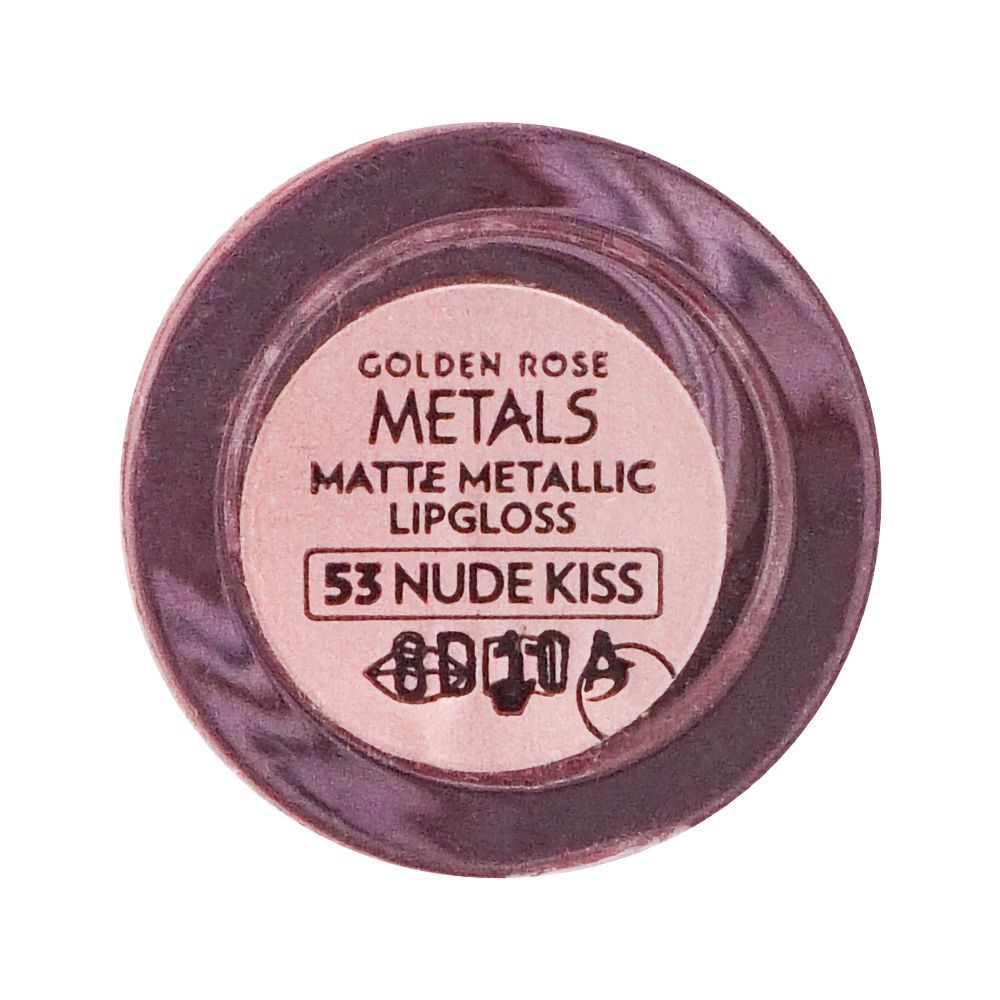 GOLDEN ROSE
METALS
MATTE METALLIC
LIPGLOSS
53 NUDE KISS